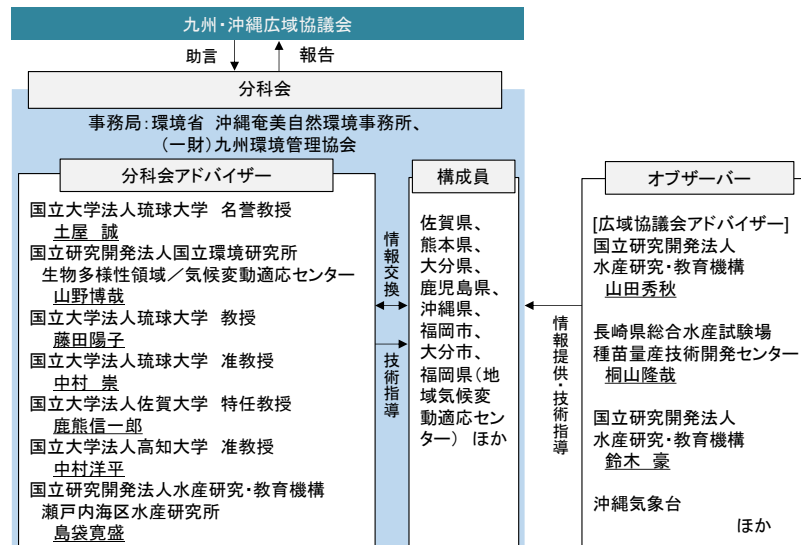 九州・沖縄広域協議会
助言
報告
分科会
事務局：環境省 沖縄奄美自然環境事務所、
（一財）九州環境管理協会
分科会アドバイザー
国立大学法人琉球大学 名誉教授
土屋 誠
国立研究開発法人国立環境研究所
生物多様性領域／気候変動適応センター
山野博哉
国立大学法人琉球大学 教授
藤田陽子
国立大学法人琉球大学 准教授
中村 崇
国立大学法人佐賀大学 特任教授
鹿熊信一郎
国立大学法人高知大学 准教授
中村洋平
国立研究開発法人水産研究・教育機構
瀬戸内海区水産研究所
島袋寛盛
情報交換
技術指導
構成員
佐賀県、
熊本県、
大分県、
鹿児島県、
沖縄県、
福岡市、
大分市、
福岡県（地
域気候変
動適応セン
ター） ほか
情報提供・技術指導
オブザーバー
[広域協議会アドバイザー]
国立研究開発法人
水産研究・教育機構
山田秀秋
長崎県総合水産試験場
種苗量産技術開発センター
桐山隆哉
国立研究開発法人
水産研究・教育機構
鈴木 豪
沖縄気象台
ほか